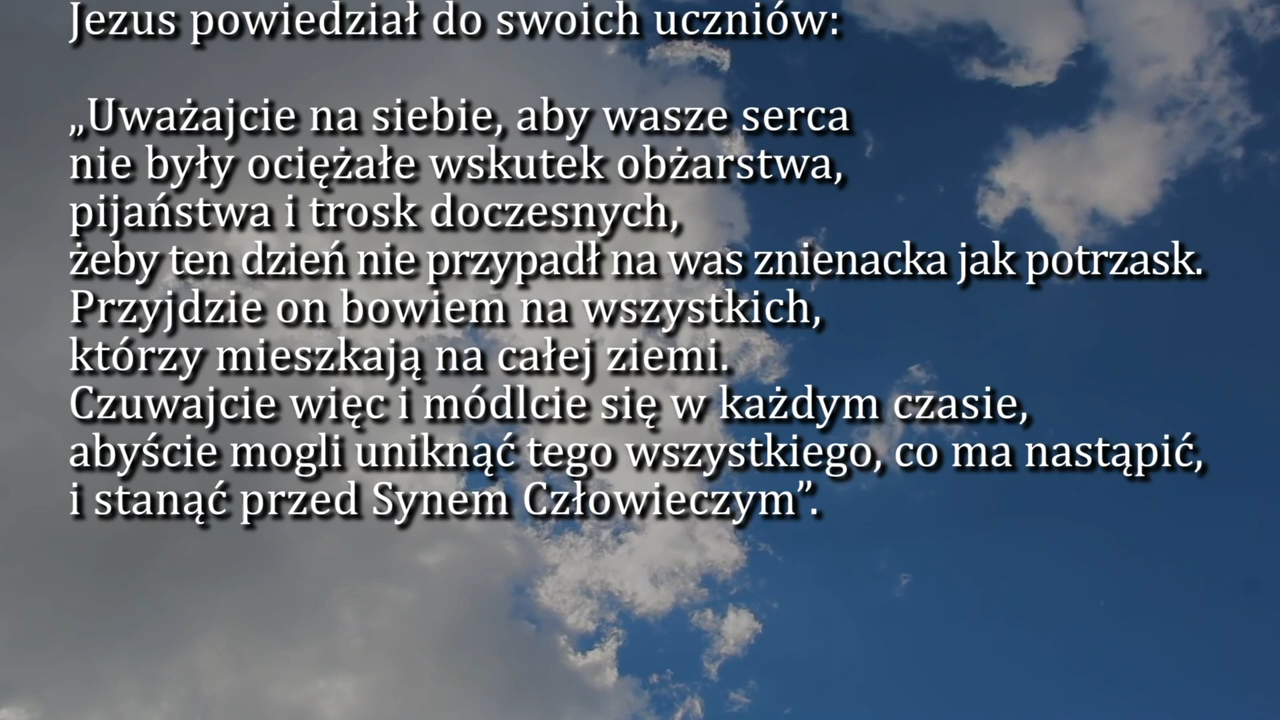 Jezus powiedział do swoich uczniów:
„Uważajcie na siebie, aby wasze serca
nie były ociężałe wskutek obżarstwa,
pijaństwa i trosk doczesnych,
żeby ten dzień nie przypadł na was znienacka jak potrzask.
Przyjdzie on bowiem na wszystkich,
którzy mieszkają na całej ziemi.
Czuwajcie więc i módlcie się w każdym czasie,
abyście mogli uniknąć tego wszystkiego, co ma nastąpić,
i stanąć przed Synem Człowieczym”.